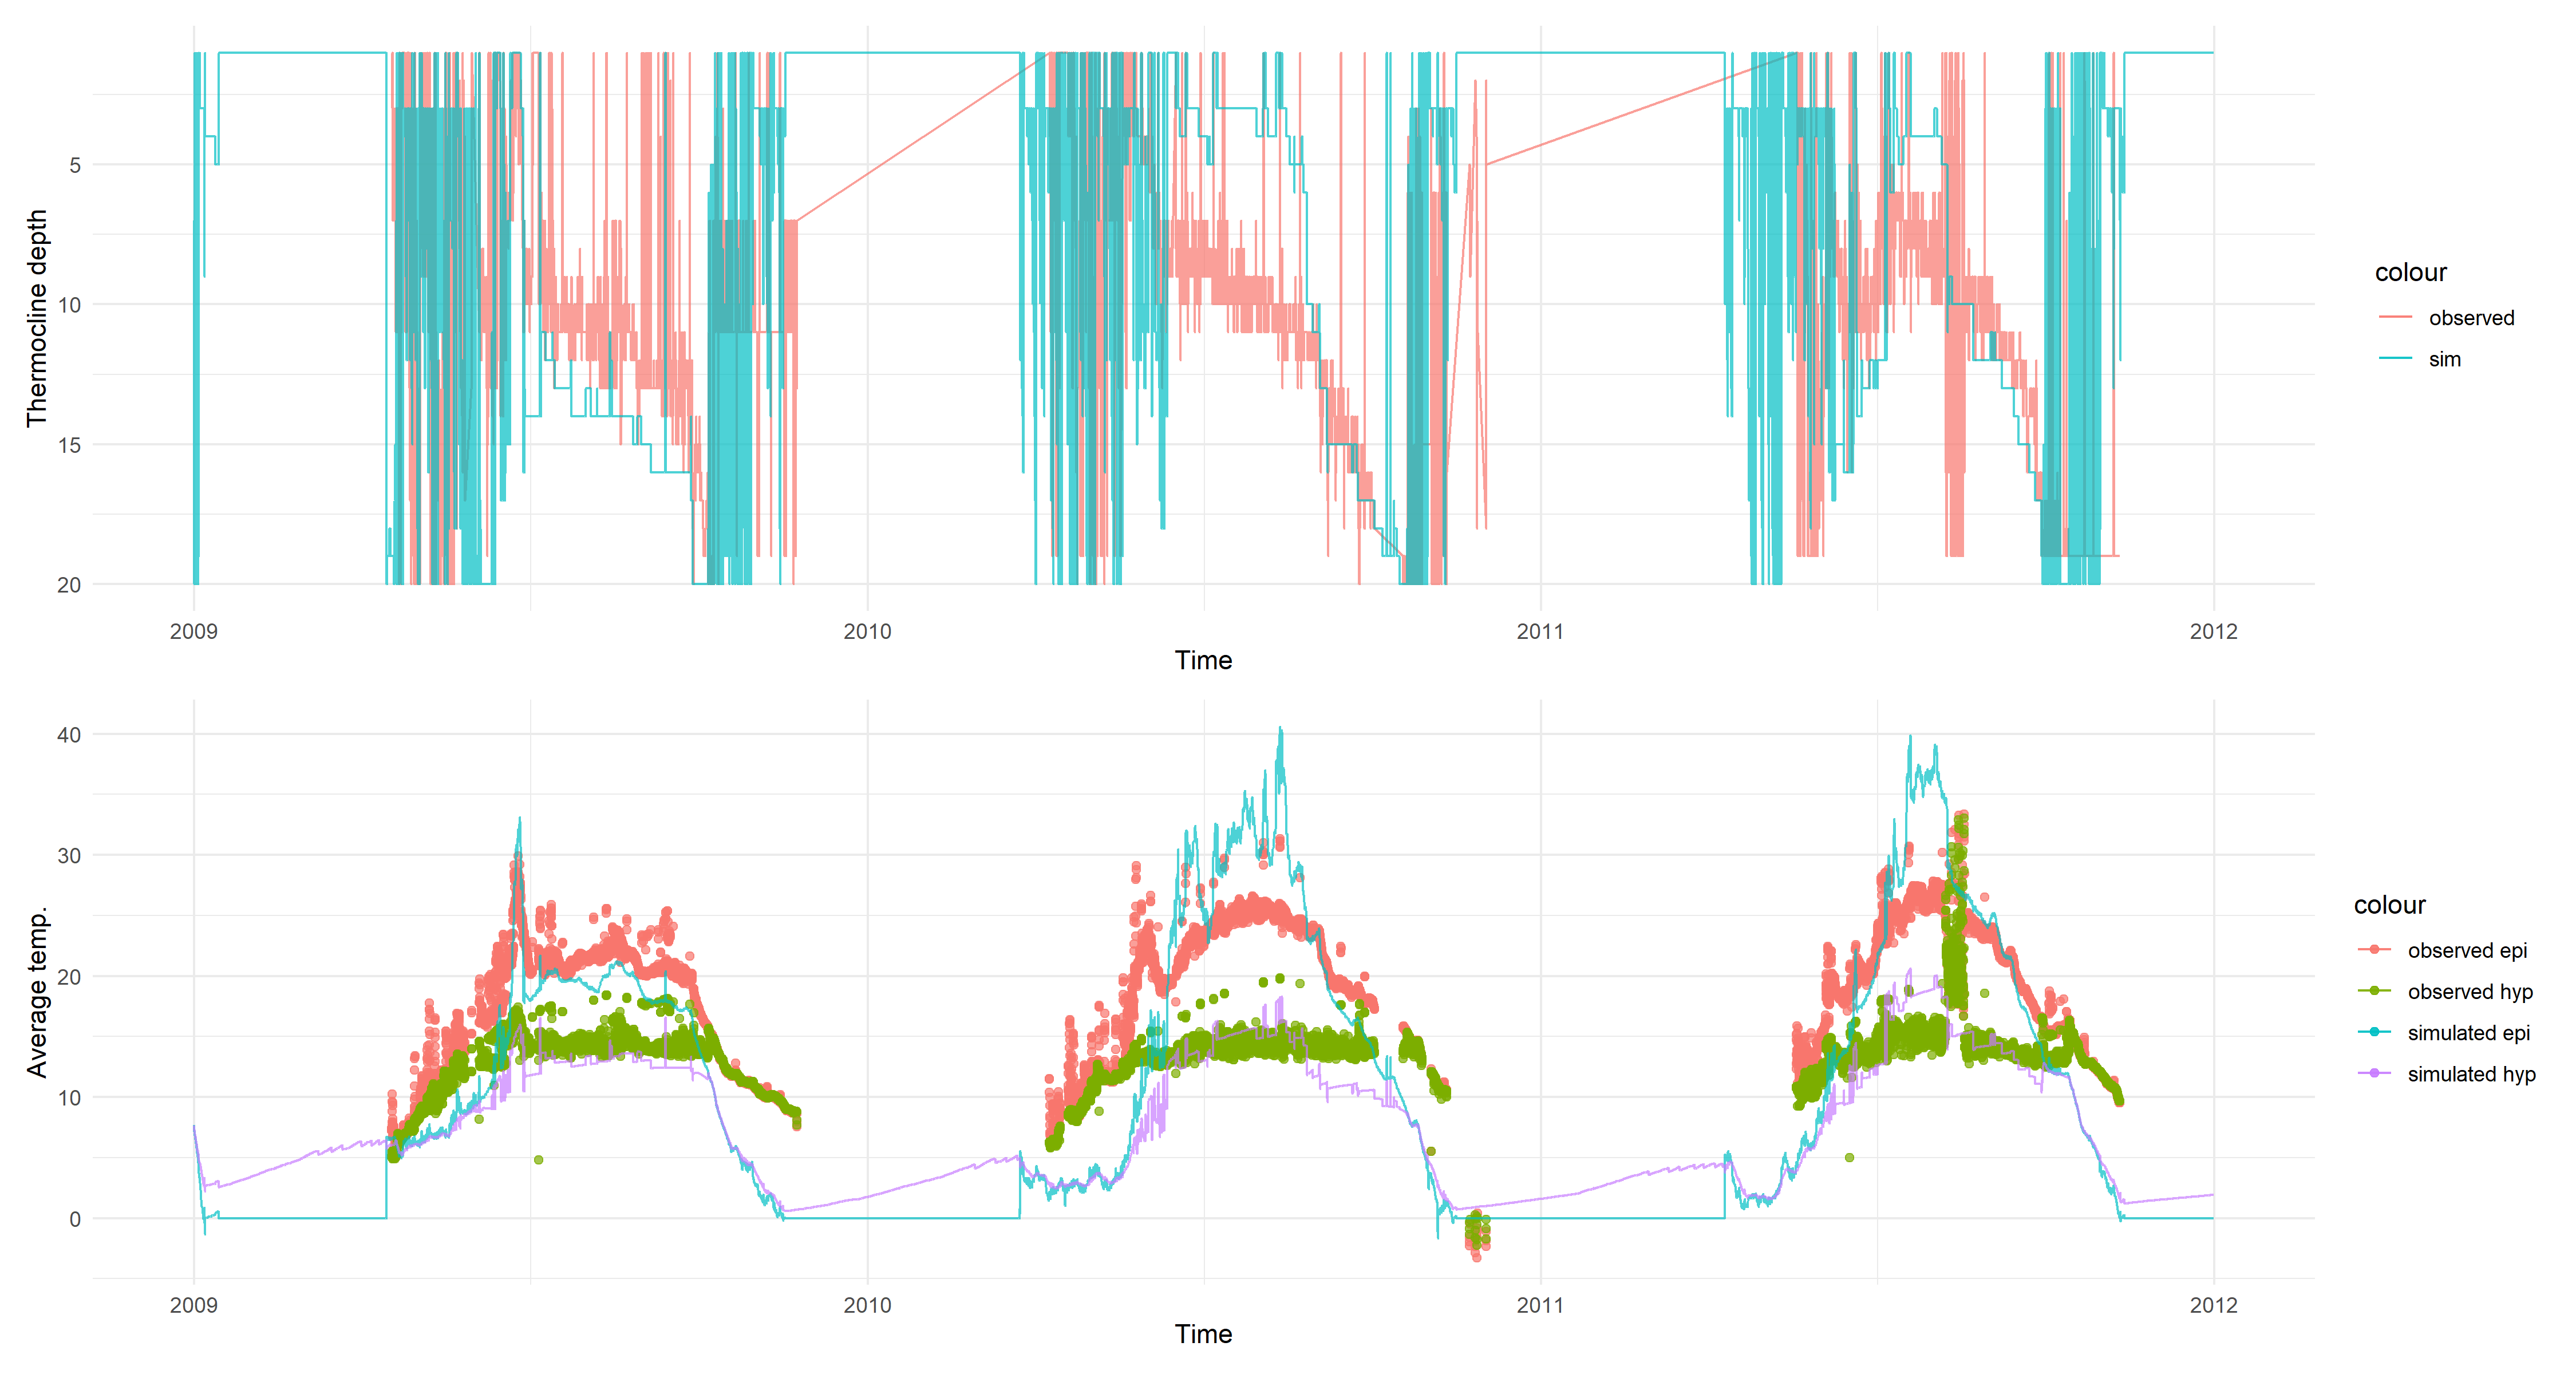 Thermocline depth
5
10
15
20
2009
2010
2011
2012
Time
colour
observed
sim
Average temp.
40
30
20
10
0
2009
2010
2011
2012
Time
colour
observed epi
observed hyp
simulated epi
simulated hyp